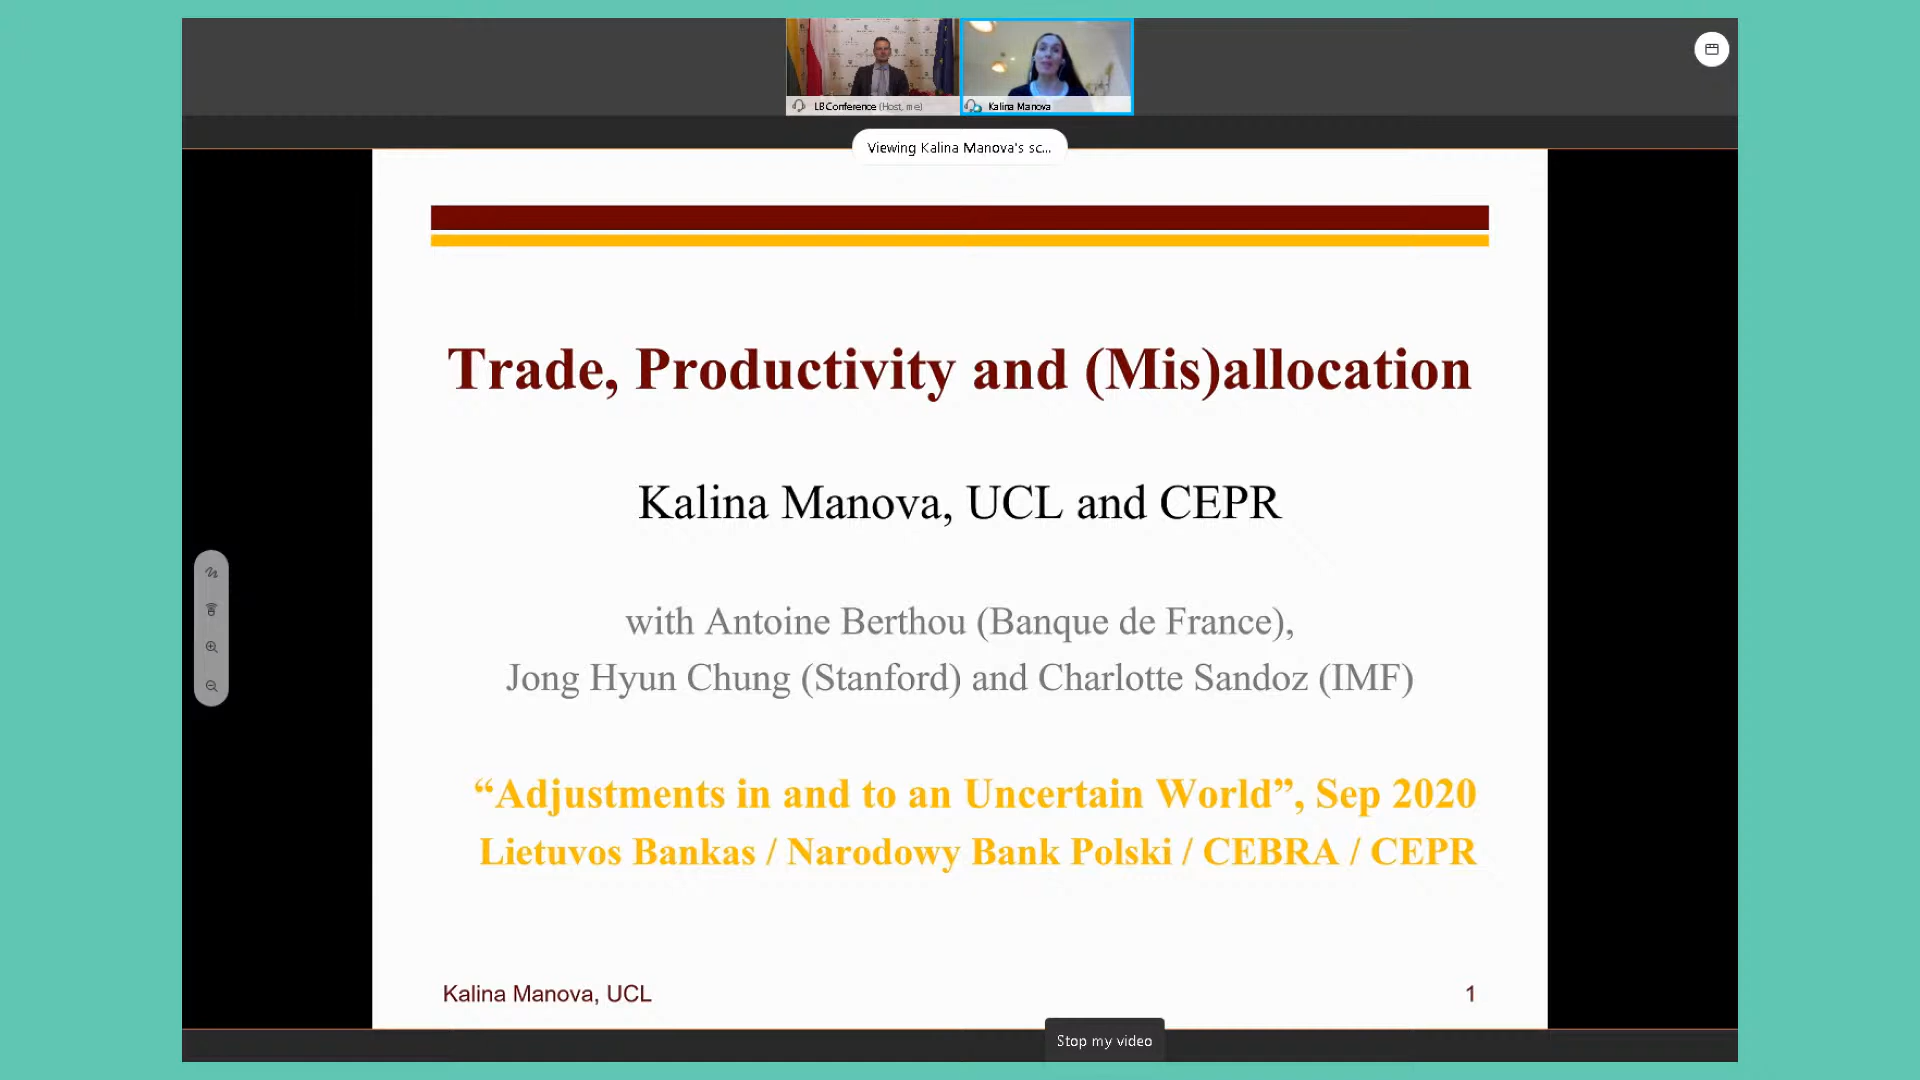 LB Conference (Host, me)
Kalina Manova
Viewing Kalina Manova's sc...
Trade, Productivity and (Mis)allocation
Kalina Manova, UCL and CEPR
with Antoine Berthou (Banque de France),
Jong Hyun Chung (Stanford) and Charlotte Sandoz (IMF)
“Adjustments in and to an Uncertain World”, Sep 2020
Lietuvos Bankas / Narodowy Bank Polski / CEBRA / CEPR
Kalina Manova, UCL
1
Stop my video